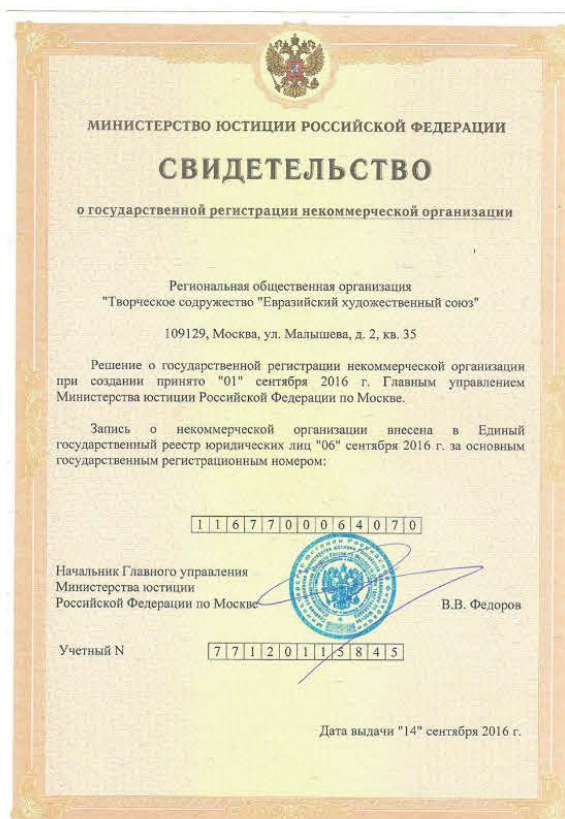 МИНИСТЕРСТВО ЮСТИЦИИ РОССИЙСКОЙ ФЕДЕРАЦИИ
СВИДЕТЕЛЬСТВО
о государственной регистрации некоммерческой организации
Региональная общественная организация
"Творческое содружество "Евразийский художественный союз"
109129, Москва, ул. Малышева, д. 2, кв. 35
Решение о государственной регистрации некоммерческой организации
при создании принято "01" сентября 2016 г. Главным управлением
Министерства юстиции Российской Федерации по Москве.
Запись о некоммерческой организации внесена в Единый
государственный реестр юридических лиц "06" сентября 2016 г. за основным
государственным регистрационным номером:
1167700064070
Начальник Главного управления
Министерства юстиции
Российской Федерации по Москве
В.В. Федоров
Учетный N 77120115845
Дата выдачи "14" сентября 2016 г.